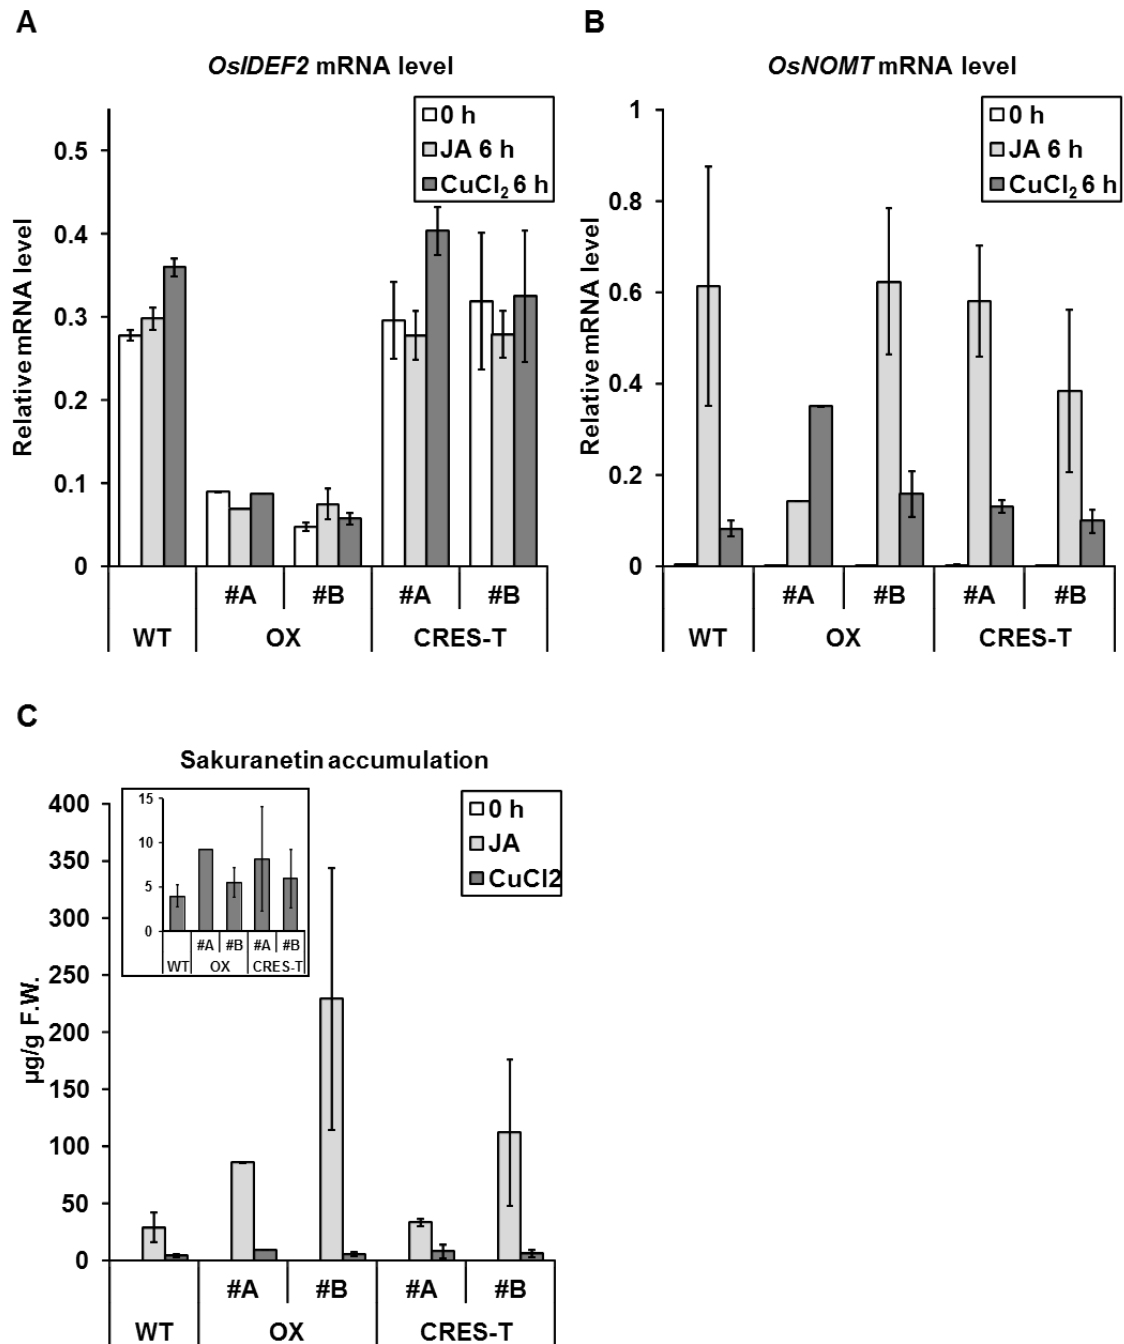 A
OsIDEF2 mRNA level
0 h
JA 6 h
CuCl2 6 h
Relative mRNA level
0.5
0.4
0.3
0.2
0.1
0
#A #B #A #B
WT OX CRES-T
B
OsNOMT mRNA level
0 h
JA 6 h
CuCl2 6 h
Relative mRNA level
1
0.8
0.6
0.4
0.2
0
#A #B #A #B
WT OX CRES-T
C
Sakuranetin accumulation
0 h
JA
CuCl2
µg/g F.W.
400
350
300
250
200
150
100
50
0
15
10
5
0
#A #B #A #B
WT OX CRES-T
#A #B #A #B
WT OX CRES-T